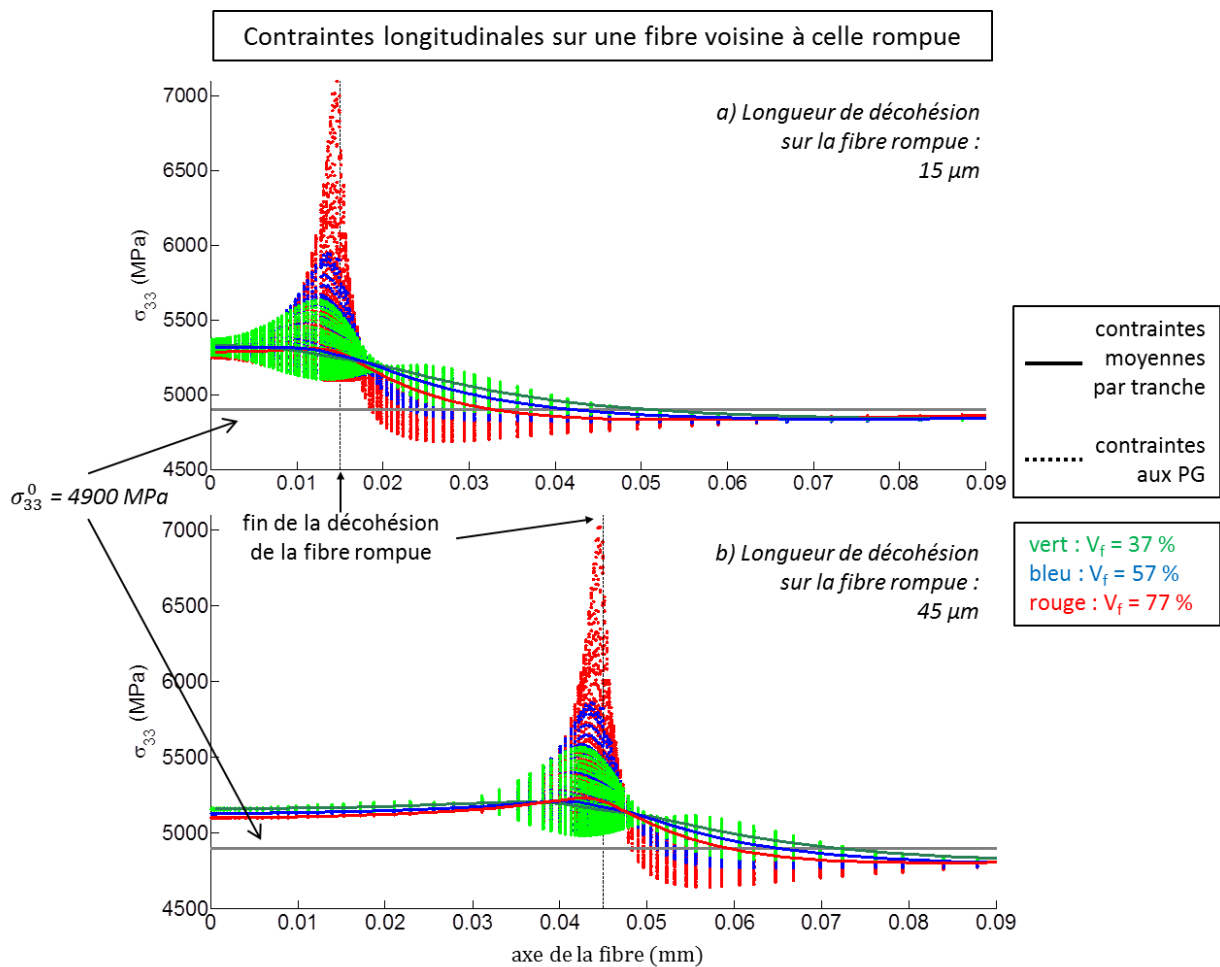 Contraintes longitudinales sur une fibre voisine à celle rompue
7000
6500
6000
5500
5000
4500
σ33 (MPa)
a) Longueur de décohésion
sur la fibre rompue :
15 µm
0 0.01 0.02 0.03 0.04 0.05 0.06 0.07 0.08 0.09
contraintes
moyennes
par tranche
contraintes
aux PG
σ33^0 = 4900 MPa
fin de la décohésion
de la fibre rompue
7000
6500
6000
5500
5000
4500
σ33 (MPa)
b) Longueur de décohésion
sur la fibre rompue :
45 µm
vert : Vf = 37 %
bleu : Vf = 57 %
rouge : Vf = 77 %
0 0.01 0.02 0.03 0.04 0.05 0.06 0.07 0.08 0.09
axe de la fibre (mm)